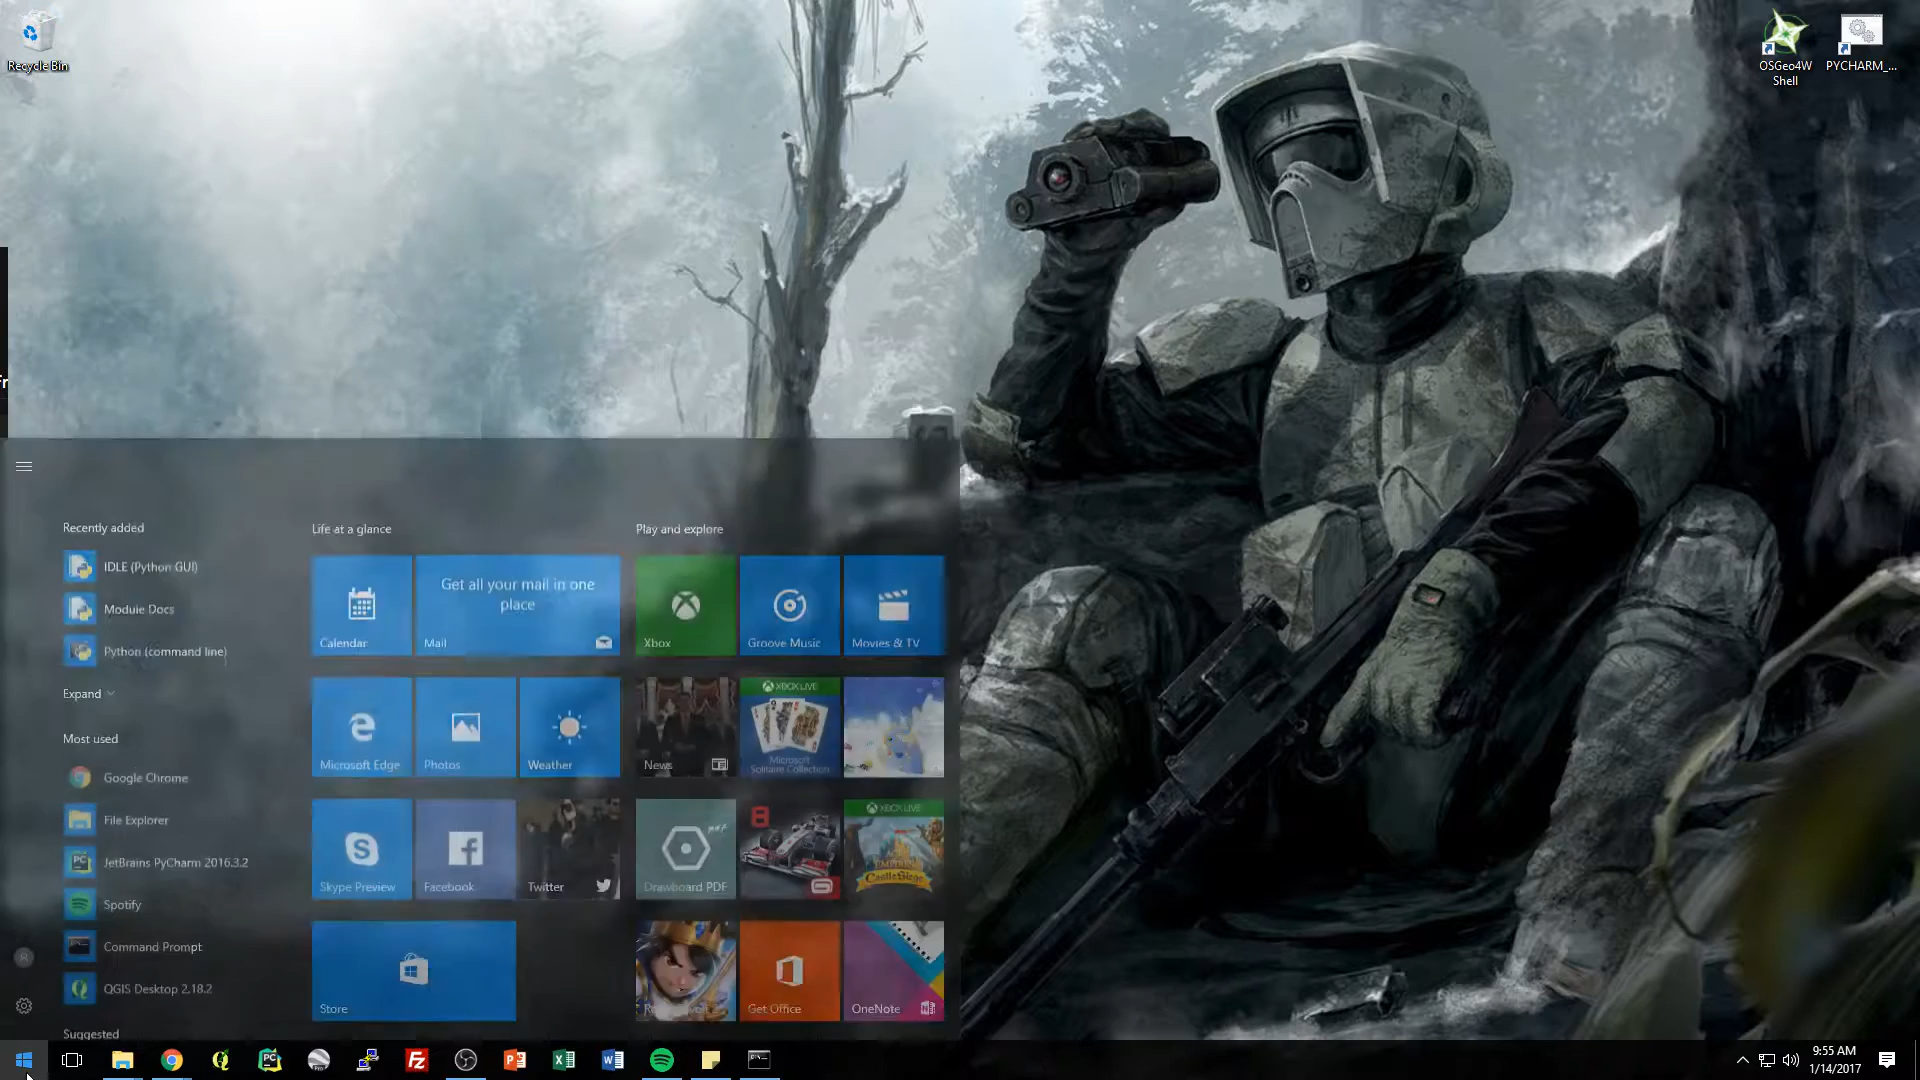 Recycle Bin
OSGeo4W
Shell
PYCHARM_...
Recently added
IDLE (Python GUI)
Module Docs
Python (command line)
Expand
Most used
Google Chrome
File Explorer
JetBrains PyCharm 2016.3.2
Spotify
Command Prompt
QGIS Desktop 2.18.2
Suggested
Life at a glance
Calendar
Get all your mail in one
place
Mail
Microsoft Edge
Photos
Weather
Skype Preview
Facebook
Twitter
Store
Play and explore
Xbox
Groove Music
Movies & TV
News
XBOX LIVE
Microsoft
Solitaire Collection
Drawboard PDF
8
XBOX LIVE
AGE OF
EMPIRES
CastleSiege
Get Office
OneNote
9:55 AM
1/14/2017